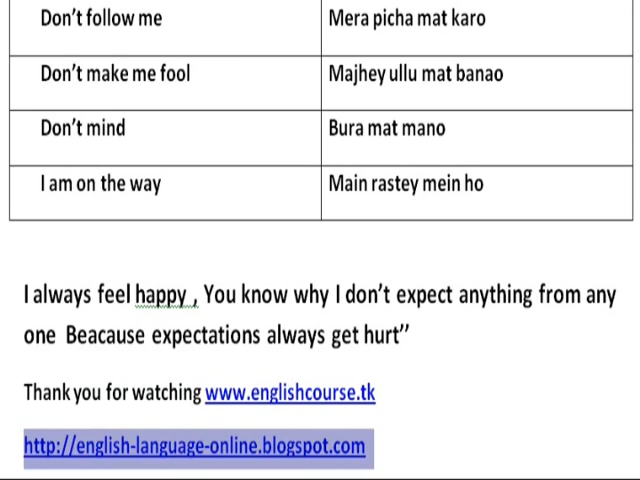 Don't follow me Mera picha mat karo
Don't make me fool Majhey ullu mat banao
Don't mind Bura mat mano
I am on the way Main rastey mein ho
I always feel happy , You know why I don't expect anything from any
one Beacause expectations always get hurt”
Thank you for watching www.englishcourse.tk
http://english-language-online.blogspot.com